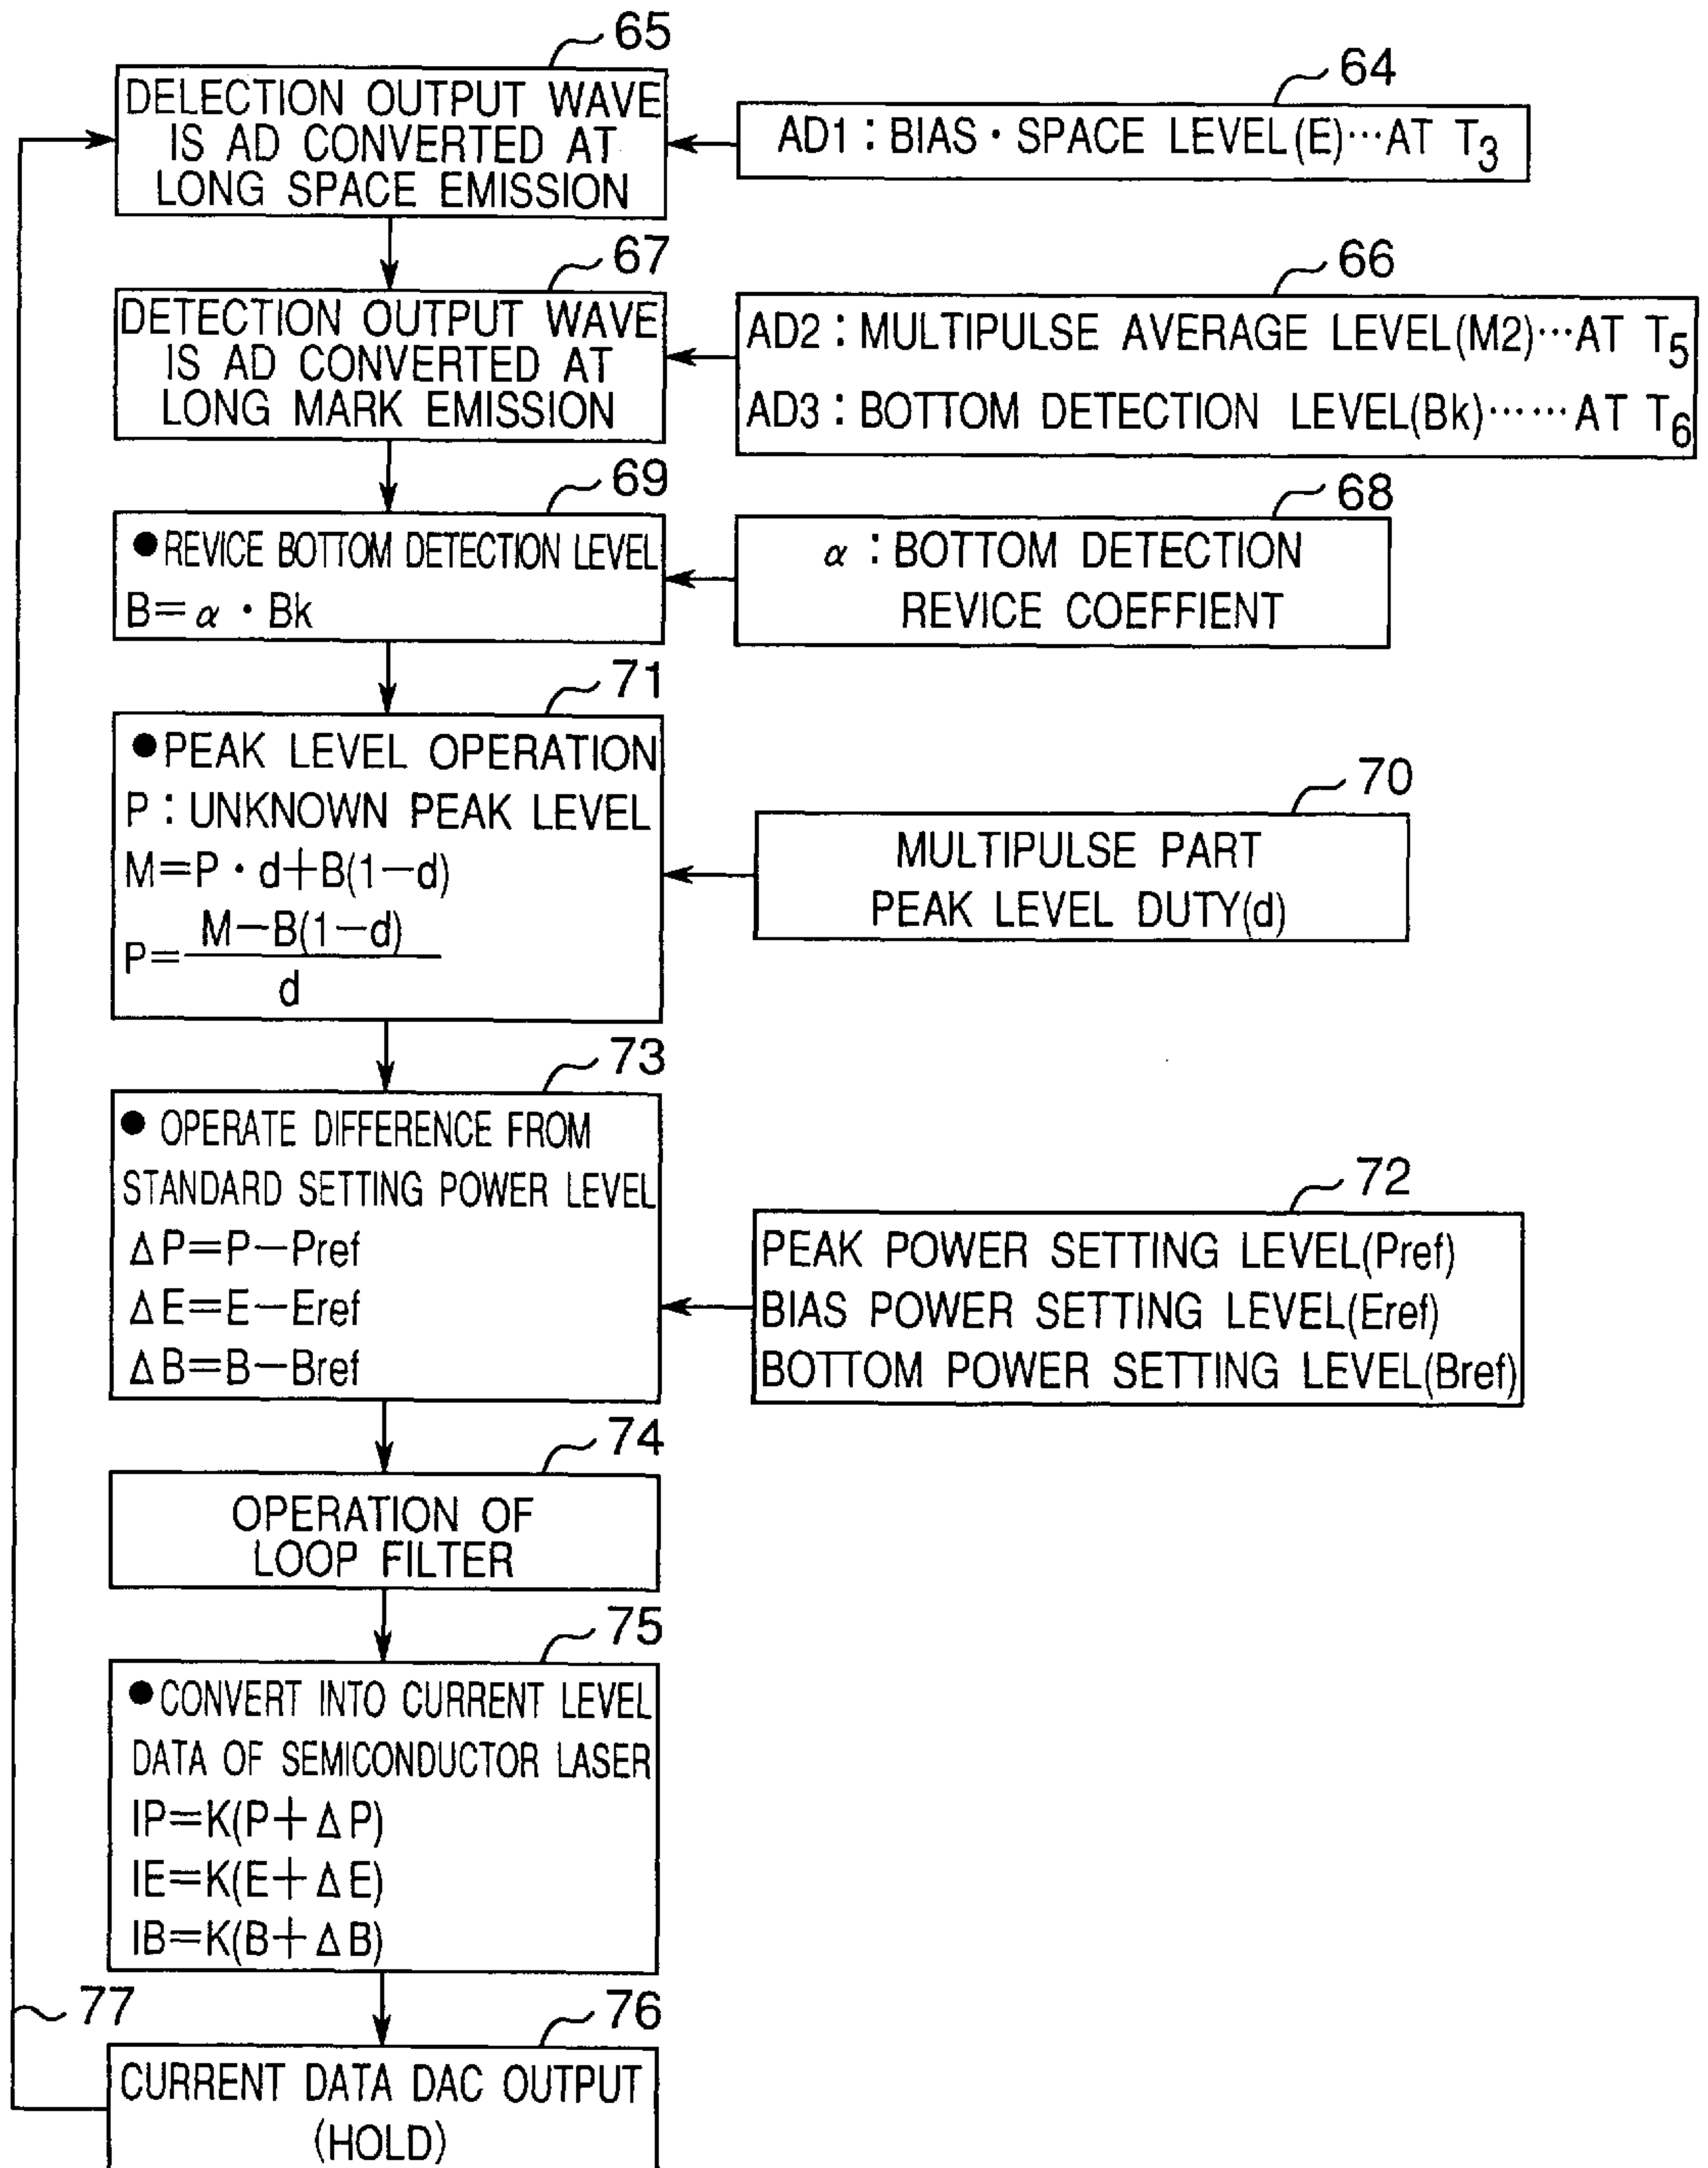 65
DELECTION OUTPUT WAVE
IS AD CONVERTED AT
LONG SPACE EMISSION
64
AD1 : BIAS・SPACE LEVEL(E)…AT T3
67
DETECTION OUTPUT WAVE
IS AD CONVERTED AT
LONG MARK EMISSION
66
AD2 : MULTIPULSE AVERAGE LEVEL(M2)…AT T5
AD3 : BOTTOM DETECTION LEVEL(Bk)……AT T6
69
●REVICE BOTTOM DETECTION LEVEL
B=α・Bk
68
α : BOTTOM DETECTION
REVICE COEFFIENT
71
●PEAK LEVEL OPERATION
P : UNKNOWN PEAK LEVEL
M=P・d+B(1−d)
P= M−B(1−d)
d
70
MULTIPULSE PART
PEAK LEVEL DUTY(d)
73
● OPERATE DIFFERENCE FROM
STANDARD SETTING POWER LEVEL
ΔP=P−Pref
ΔE=E−Eref
ΔB=B−Bref
72
PEAK POWER SETTING LEVEL(Pref)
BIAS POWER SETTING LEVEL(Eref)
BOTTOM POWER SETTING LEVEL(Bref)
74
OPERATION OF
LOOP FILTER
75
●CONVERT INTO CURRENT LEVEL
DATA OF SEMICONDUCTOR LASER
IP=K(P+ΔP)
IE=K(E+ΔE)
IB=K(B+ΔB)
77
76
CURRENT DATA DAC OUTPUT
(HOLD)